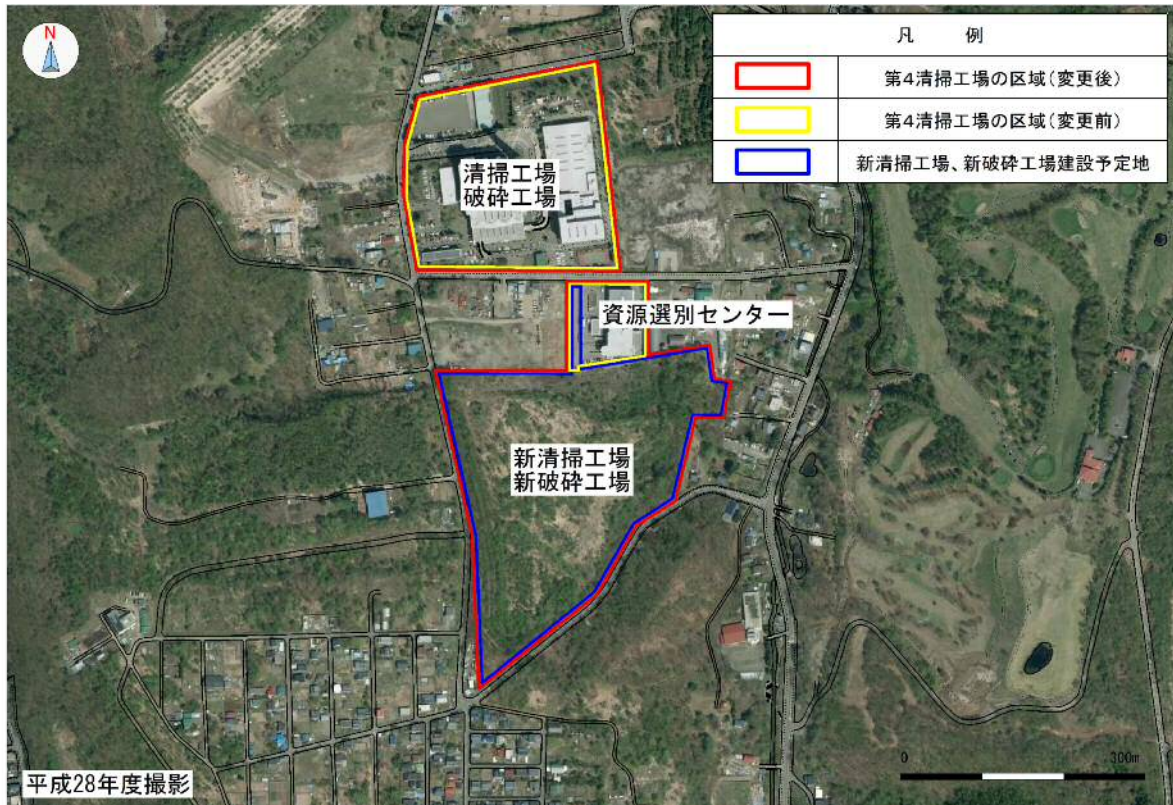 N
凡　例
第4清掃工場の区域(変更後)
第4清掃工場の区域(変更前)
新清掃工場、新破砕工場建設予定地
清掃工場
破砕工場
資源選別センター
新清掃工場
新破砕工場
0 300m
平成28年度撮影